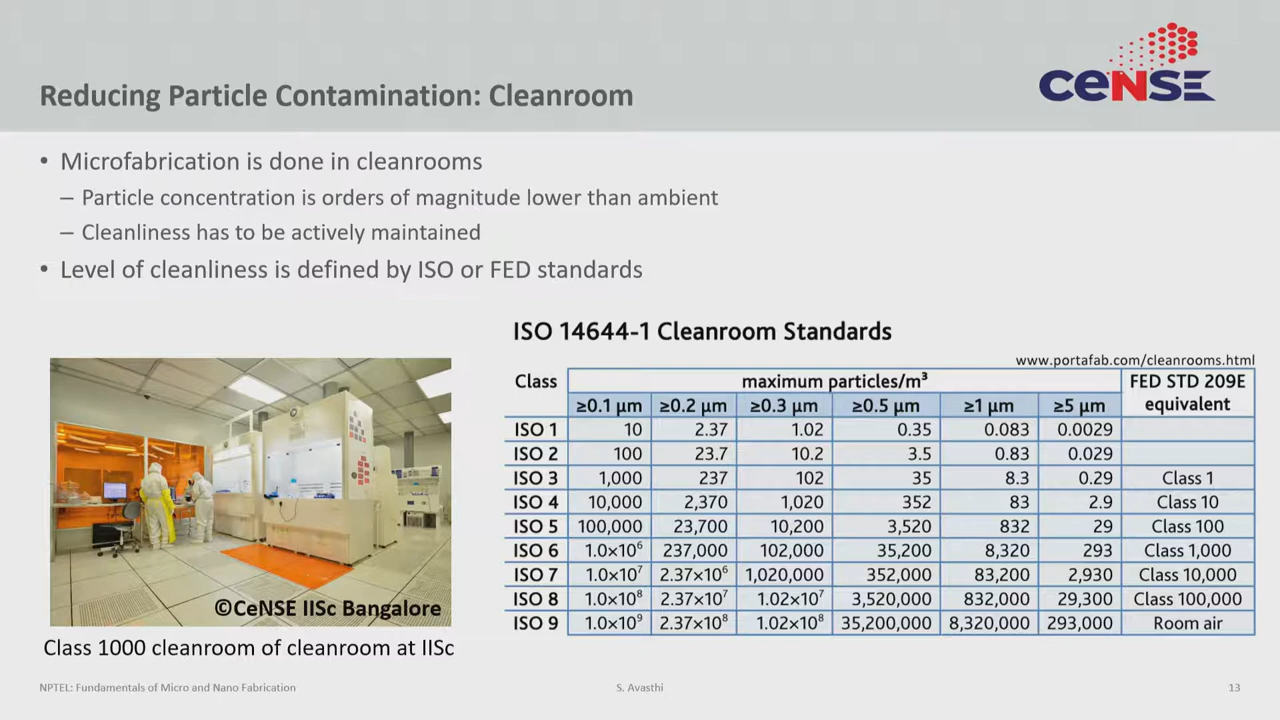 Reducing Particle Contamination: Cleanroom
CeNSE
• Microfabrication is done in cleanrooms
– Particle concentration is orders of magnitude lower than ambient
– Cleanliness has to be actively maintained
• Level of cleanliness is defined by ISO or FED standards
ISO 14644-1 Cleanroom Standards
www.portafab.com/cleanrooms.html
Class maximum particles/m³ FED STD 209E equivalent
≥0.1 µm ≥0.2 µm ≥0.3 µm ≥0.5 µm ≥1 µm ≥5 µm
ISO 1 10 2.37 1.02 0.35 0.083 0.0029
ISO 2 100 23.7 10.2 3.5 0.83 0.029
ISO 3 1,000 237 102 35 8.3 0.29 Class 1
ISO 4 10,000 2,370 1,020 352 83 2.9 Class 10
ISO 5 100,000 23,700 10,200 3,520 832 29 Class 100
ISO 6 1.0×10⁶ 237,000 102,000 35,200 8,320 293 Class 1,000
ISO 7 1.0×10⁷ 2.37×10⁶ 1,020,000 352,000 83,200 2,930 Class 10,000
ISO 8 1.0×10⁸ 2.37×10⁷ 1.02×10⁷ 3,520,000 832,000 29,300 Class 100,000
ISO 9 1.0×10⁹ 2.37×10⁸ 1.02×10⁸ 35,200,000 8,320,000 293,000 Room air
©CeNSE IISc Bangalore
Class 1000 cleanroom of cleanroom at IISc
NPTEL: Fundamentals of Micro and Nano Fabrication
S. Avasthi
13